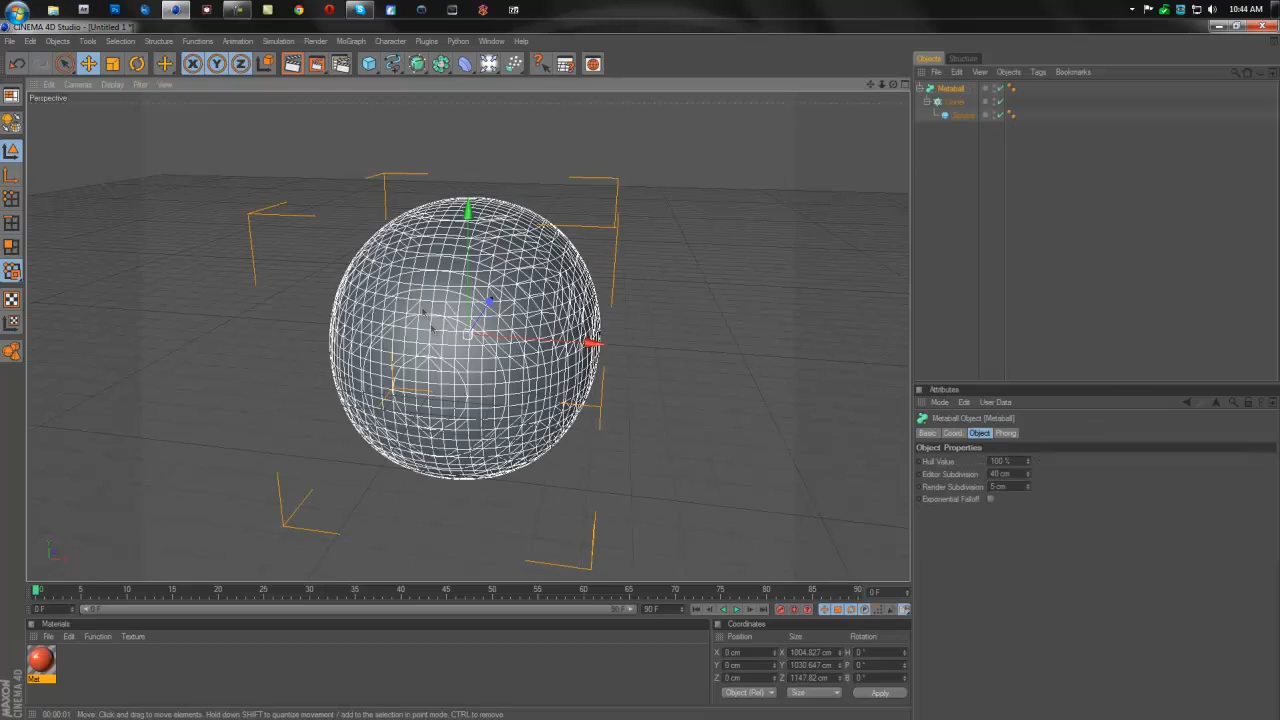 10:44 AM
CINEMA 4D Studio - [Untitled 1 *]
File Edit Objects Tools Selection Structure Functions Animation Simulation Render MoGraph Character Plugins Python Window Help
Edit Cameras Display Filter View
Perspective
Objects Structure
File Edit View Objects Tags Bookmarks
Metaball
Attributes
Mode Edit User Data
Metaball Object [Metaball]
Basic Coord. Object Phong
Object Properties
Hull Value 100 %
Editor Subdivision 40 cm
Render Subdivision 5 cm
Exponential Falloff
0 5 10 15 20 25 30 35 40 45 50 55 60 65 70 75 80 85 90 0 F
0 F 0 F 90 F 90 F
Materials
File Edit Function Texture
Mat
Coordinates
Position Size Rotation
X 0 cm X 1004.827 cm H 0 °
Y 0 cm Y 1030.647 cm P 0 °
Z 0 cm Z 1147.82 cm B 0 °
Object (Rel) Size Apply
MAXON CINEMA 4D
00:00:01 Move: Click and drag to move elements. Hold down SHIFT to quantize movement / add to the selection in point mode, CTRL to remove